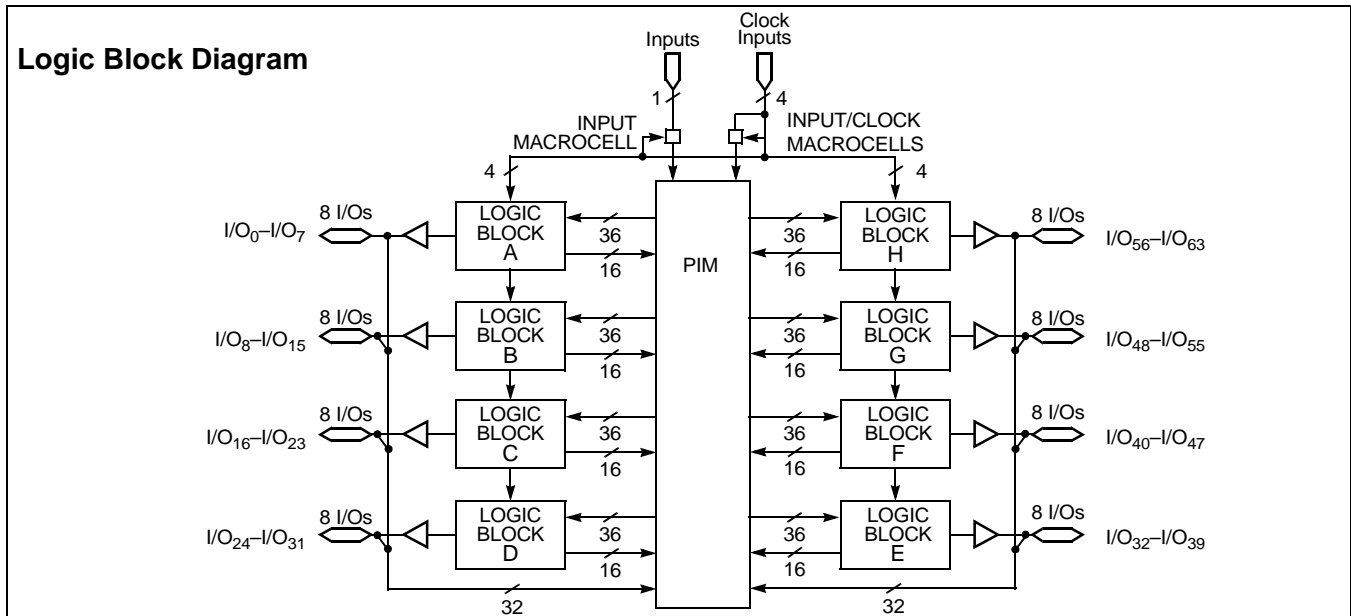 Logic Block Diagram
Inputs
Clock
Inputs
1
4
INPUT
MACROCELL
INPUT/CLOCK
MACROCELLS
4
4
PIM
I/O0–I/O7
8 I/Os
LOGIC
BLOCK
A
36
16
36
16
LOGIC
BLOCK
H
8 I/Os
I/O56–I/O63
I/O8–I/O15
8 I/Os
LOGIC
BLOCK
B
36
16
36
16
LOGIC
BLOCK
G
8 I/Os
I/O48–I/O55
I/O16–I/O23
8 I/Os
LOGIC
BLOCK
C
36
16
36
16
LOGIC
BLOCK
F
8 I/Os
I/O40–I/O47
I/O24–I/O31
8 I/Os
LOGIC
BLOCK
D
36
16
36
16
LOGIC
BLOCK
E
8 I/Os
I/O32–I/O39
32
32